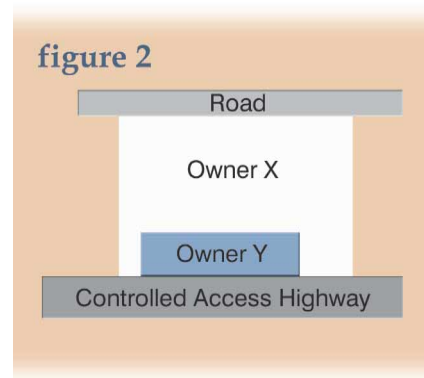 figure 2
Road
Owner X
Owner Y
Controlled Access Highway